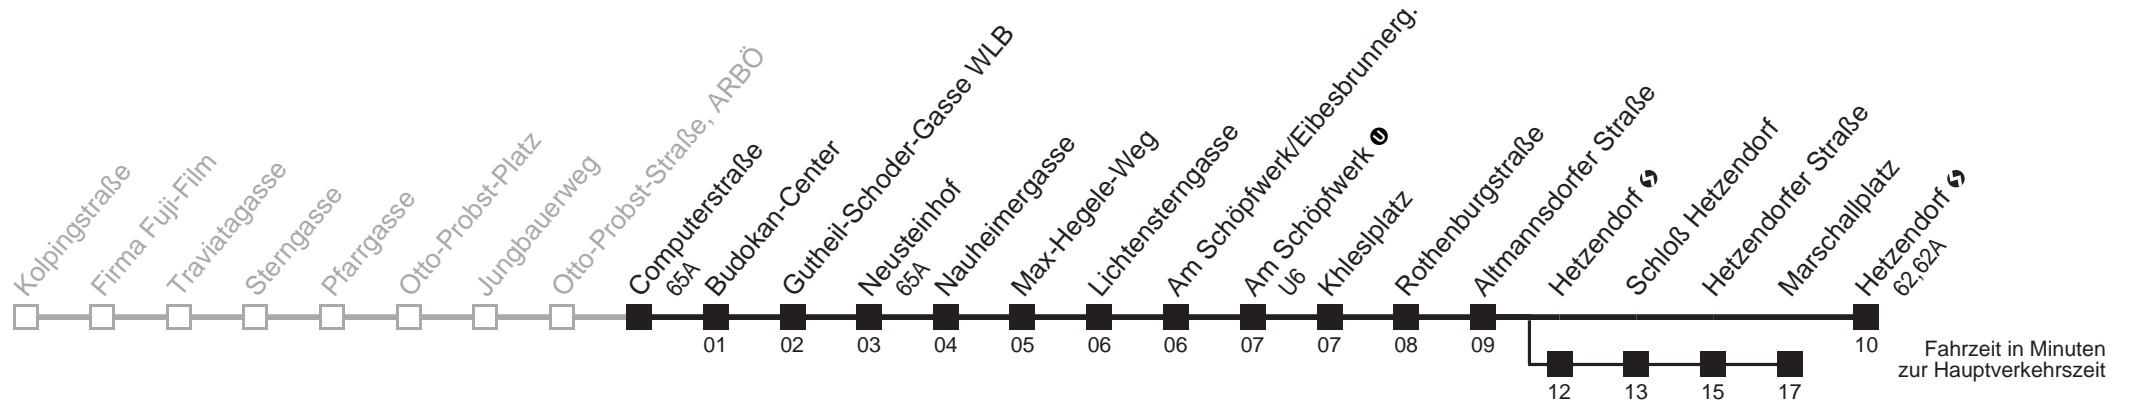 Kolpingstraße
Firma Fuji-Film
Traviatagasse
Sterngasse
Pfarrgasse
Otto-Probst-Platz
Jungbauerweg
Otto-Probst-Straße, ARBÖ
Computerstraße
65A
Budokan-Center
Gutheil-Schoder-Gasse WLB
Neusteinhof
65A
Nauheimergasse
Max-Hegele-Weg
Lichtensterngasse
Am Schöpfwerk/Eibesbrunnerg.
Am Schöpfwerk U
U6
Khleslplatz
Rothenburgstraße
Altmannsdorfer Straße
Hetzendorf
Schloß Hetzendorf
Hetzendorfer Straße
Marschallplatz
Hetzendorf
62,62A
01 02 03 04 05 06 06 07 07 08 09 10
12 13 15 17
Fahrzeit in Minuten
zur Hauptverkehrszeit